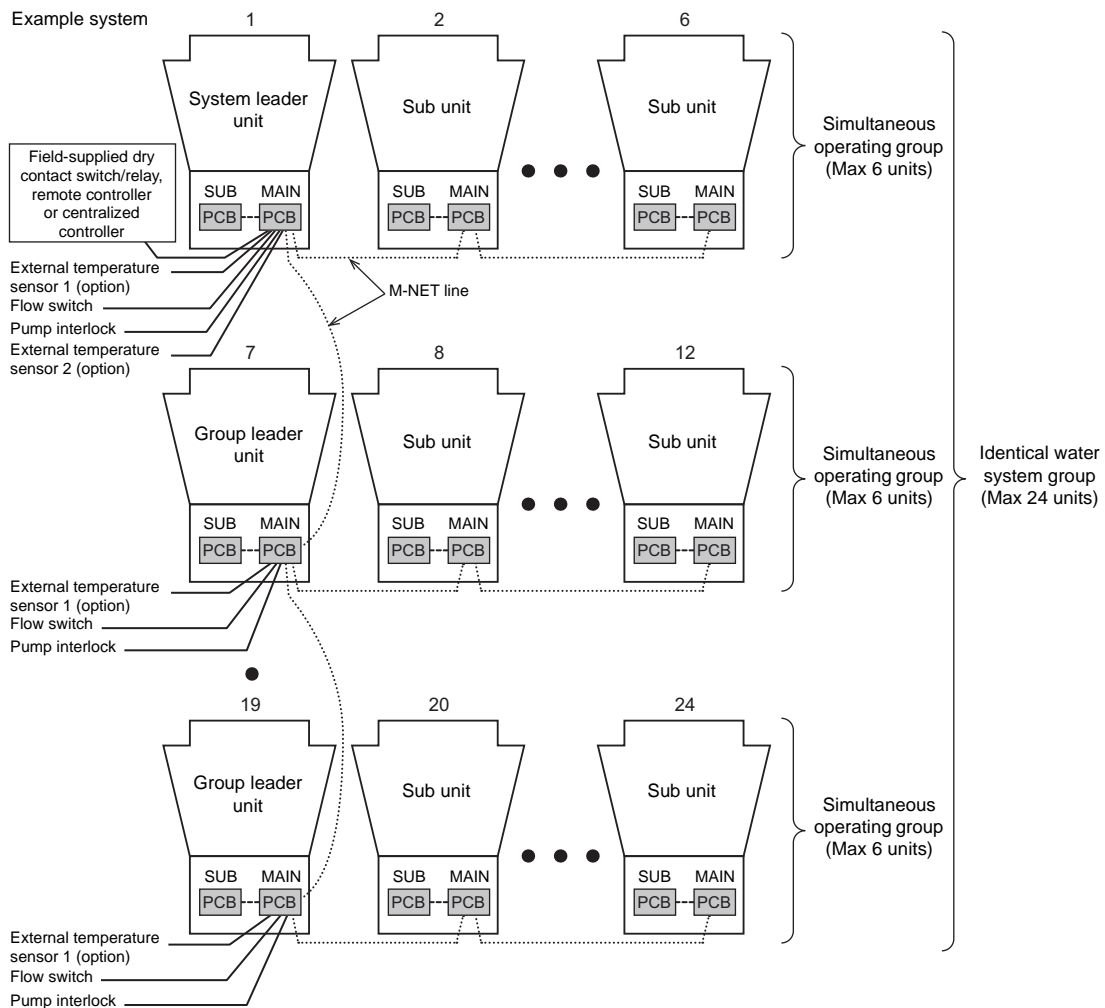 Example system
1
2
6
System leader
unit
Sub unit
Sub unit
Simultaneous
operating group
(Max 6 units)
Field-supplied dry
contact switch/relay,
remote controller
or centralized
controller
SUB
MAIN
PCB
PCB
SUB
MAIN
PCB
PCB
SUB
MAIN
PCB
PCB
External temperature
sensor 1 (option)
Flow switch
Pump interlock
External temperature
sensor 2 (option)
M-NET line
7
8
12
Group leader
unit
Sub unit
Sub unit
Simultaneous
operating group
(Max 6 units)
Identical water
system group
(Max 24 units)
SUB
MAIN
PCB
PCB
SUB
MAIN
PCB
PCB
SUB
MAIN
PCB
PCB
External temperature
sensor 1 (option)
Flow switch
Pump interlock
19
20
24
Group leader
unit
Sub unit
Sub unit
Simultaneous
operating group
(Max 6 units)
SUB
MAIN
PCB
PCB
SUB
MAIN
PCB
PCB
SUB
MAIN
PCB
PCB
External temperature
sensor 1 (option)
Flow switch
Pump interlock